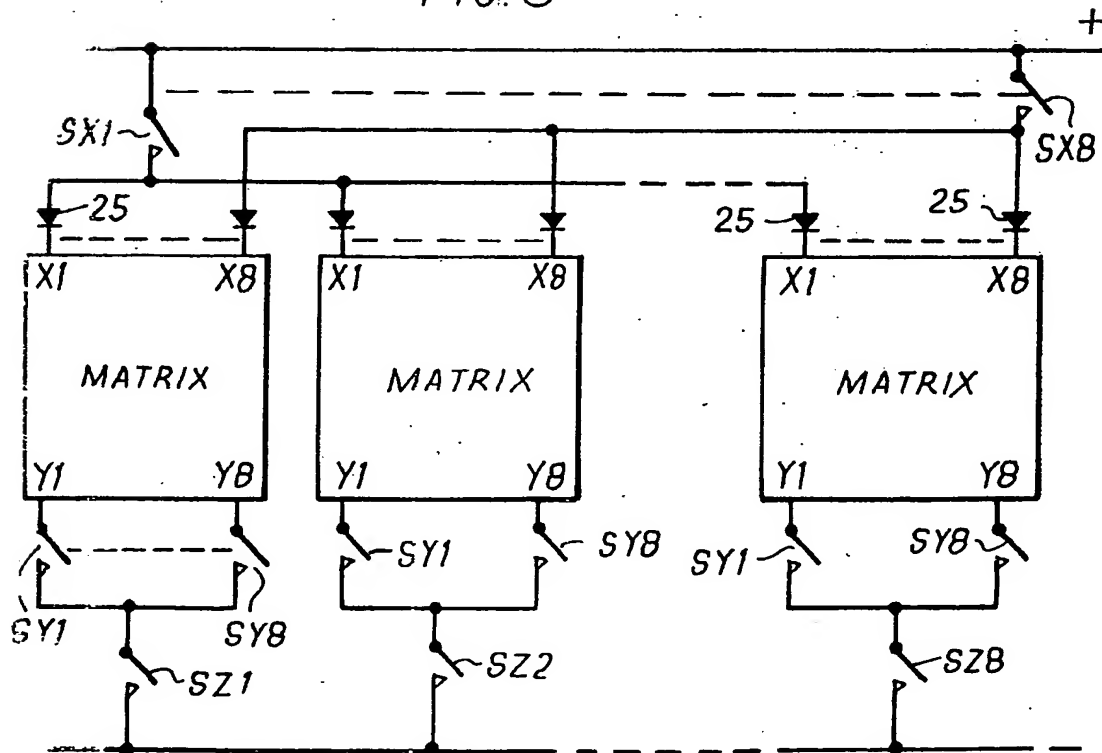 +
SX1
SX8
25
25
25
X1 X8
X1 X8
X1 X8
MATRIX
MATRIX
MATRIX
Y1 Y8
Y1 Y8
Y1 Y8
SY1
SY8
SY1
SY8
SY1
SY8
SZ1
SZ2
SZ8